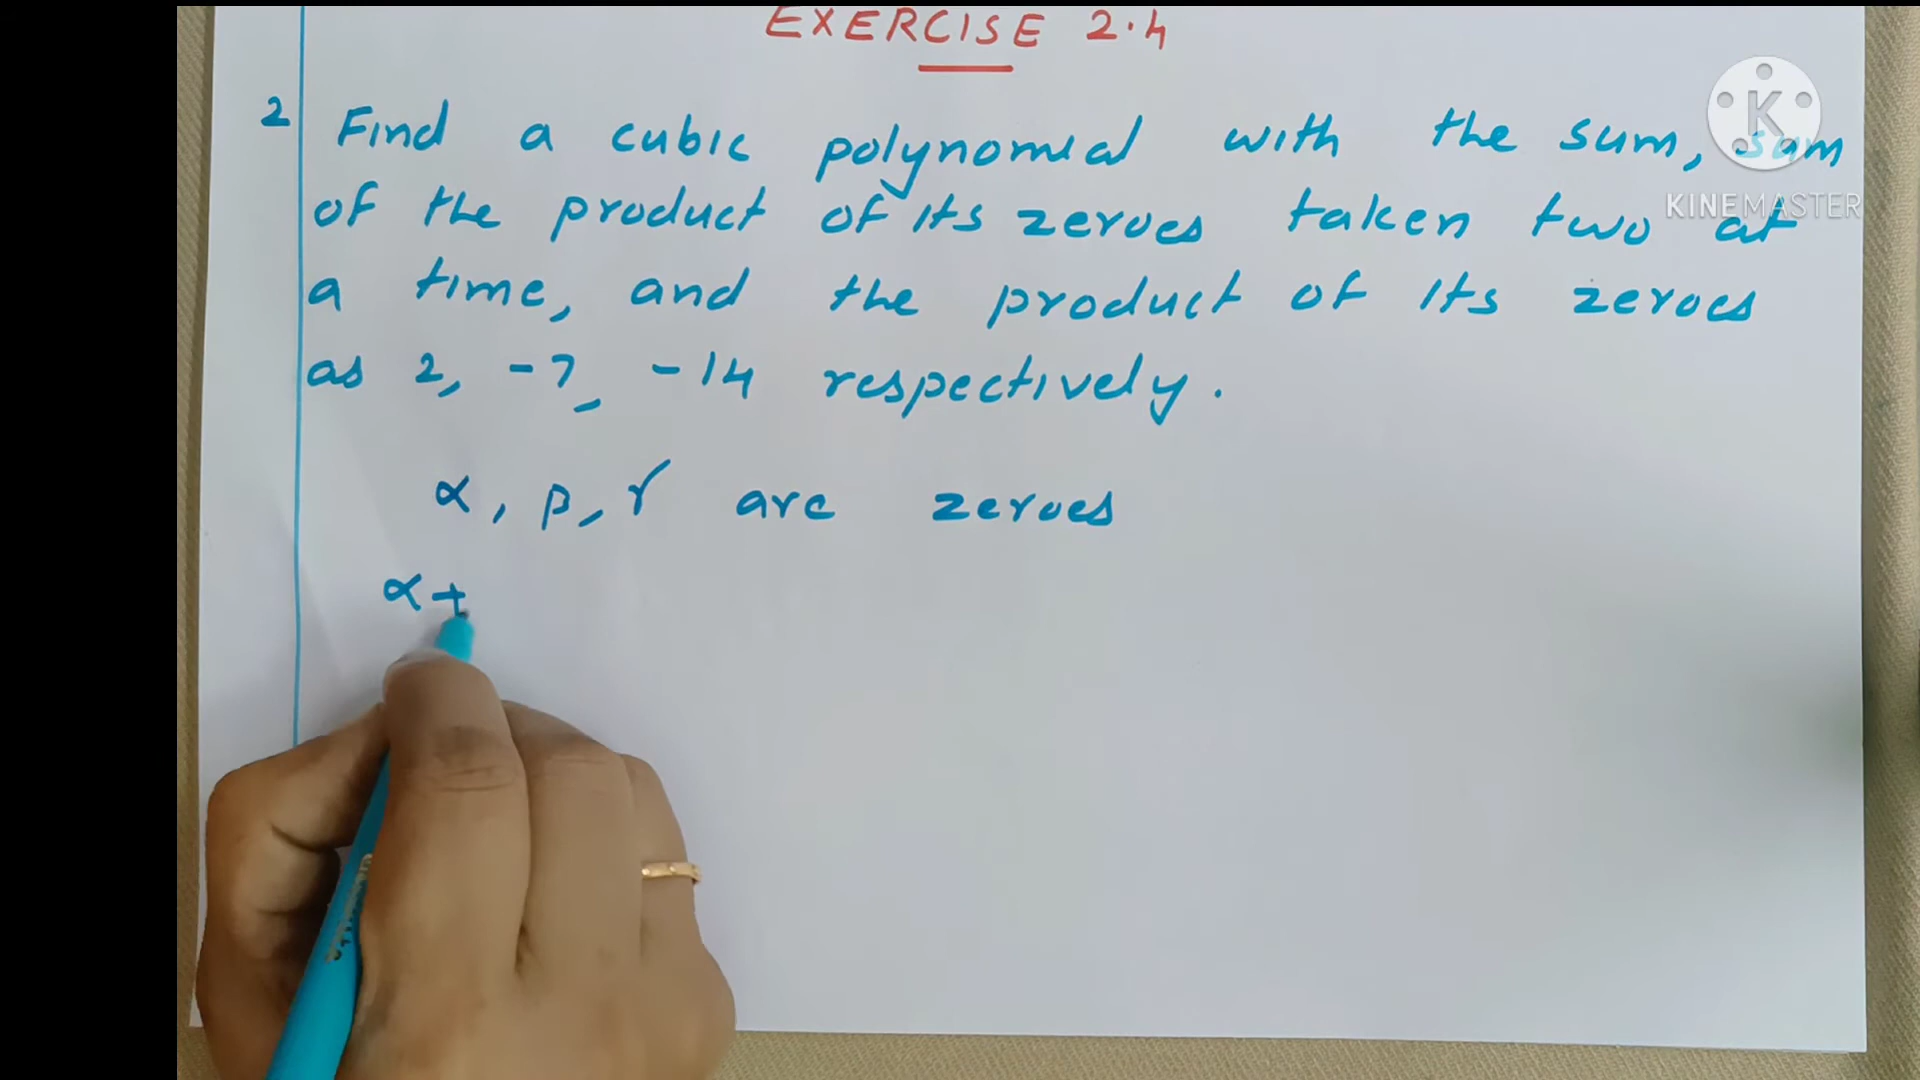 EXERCISE 2.4
2 Find a cubic polynomial with the sum, sum
of the product of its zeroes taken two at
a time, and the product of its zeroes
as 2, -7, -14 respectively.
α, β, γ are zeroes
α +
K
KINEMASTER